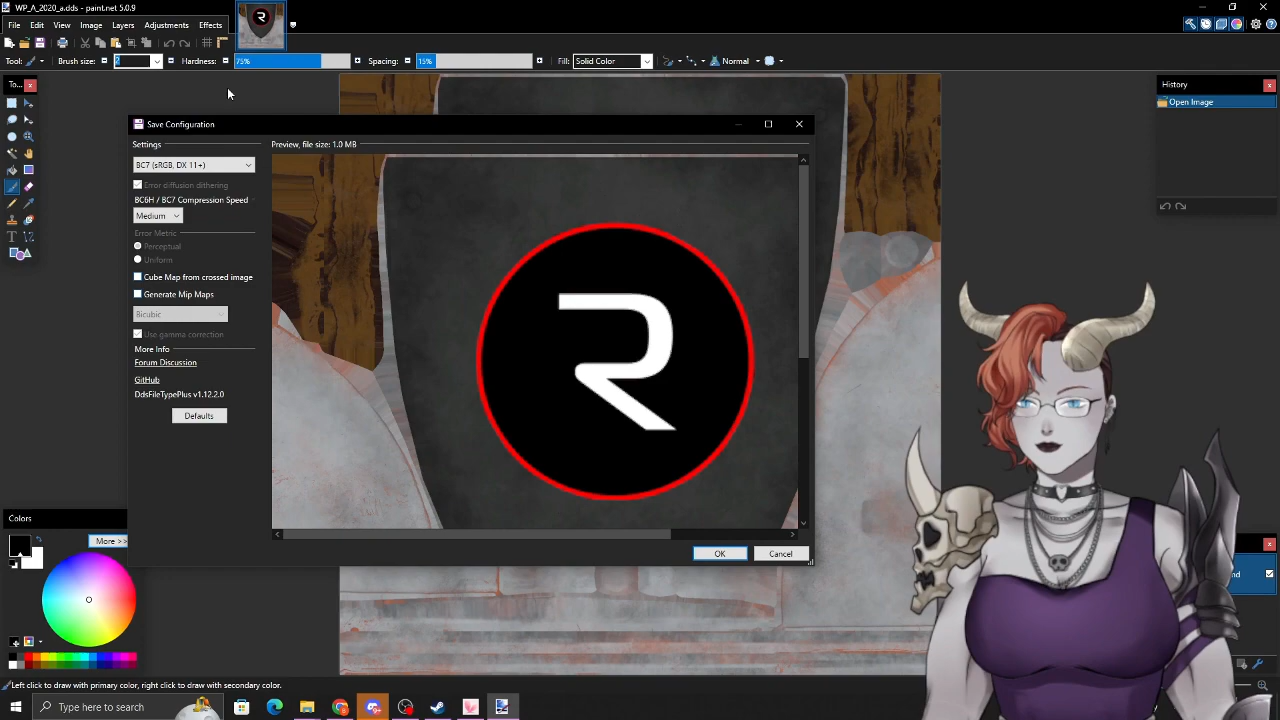 WP_A_2020_a.dds - paint.net 5.0.9
File Edit View Image Layers Adjustments Effects
Tool: Brush size: 2 Hardness: 75% Spacing: 15% Fill: Solid Color Normal
To...
History
Open Image
Save Configuration
Settings
Preview, file size: 1.0 MB
BC7 (sRGB, DX 11+)
Error diffusion dithering
BC6H / BC7 Compression Speed
Medium
Error Metric
Perceptual
Uniform
Cube Map from crossed image
Generate Mip Maps
Bicubic
Use gamma correction
More Info
Forum Discussion
GitHub
DdsFileTypePlus v1.12.2.0
Defaults
R
OK Cancel
Colors
More >>
nd
Left click to draw with primary color, right click to draw with secondary color.
Type here to search